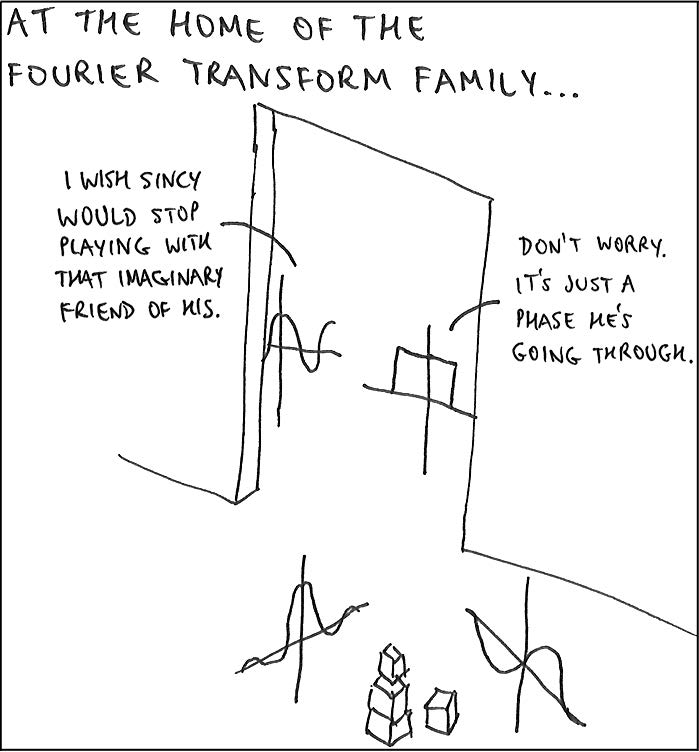 AT THE HOME OF THE
FOURIER TRANSFORM FAMILY...
I WISH SINCY
WOULD STOP
PLAYING WITH
THAT IMAGINARY
FRIEND OF HIS.
DON'T WORRY.
IT'S JUST A
PHASE HE'S
GOING THROUGH.